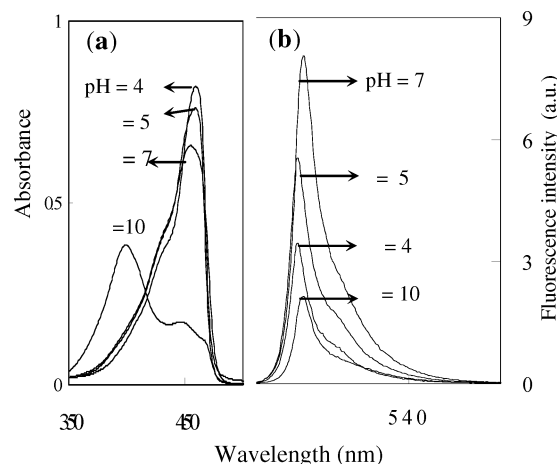 (a)
(b)
Absorbance
1
0.5
0
pH = 4
= 5
= 7
=10
350
450
pH = 7
= 5
= 4
= 10
540
9
6
3
0
Fluorescence intensity (a.u.)
Wavelength (nm)